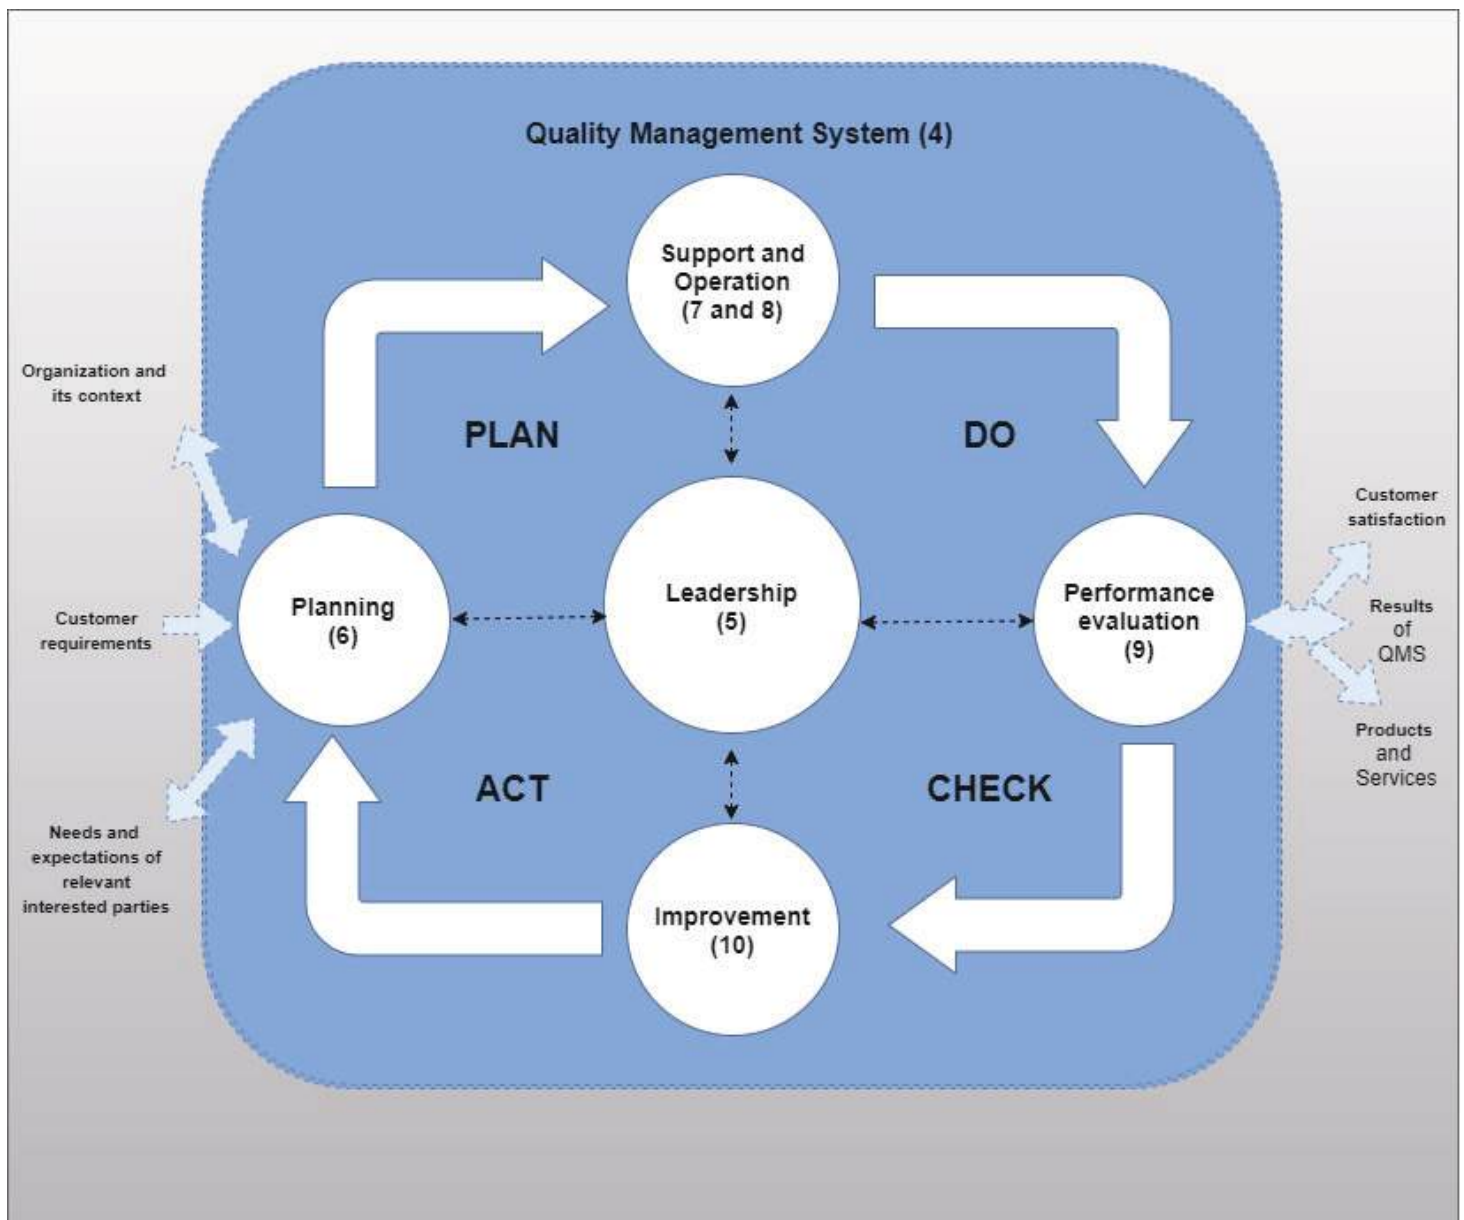 Quality Management System (4)
Support and
Operation
(7 and 8)
Organization and
its context
PLAN
DO
Customer
satisfaction
Planning
(6)
Leadership
(5)
Performance
evaluation
(9)
Customer
requirements
Results
of
QMS
Products
and
Services
ACT
CHECK
Needs and
expectations of
relevant
interested parties
Improvement
(10)